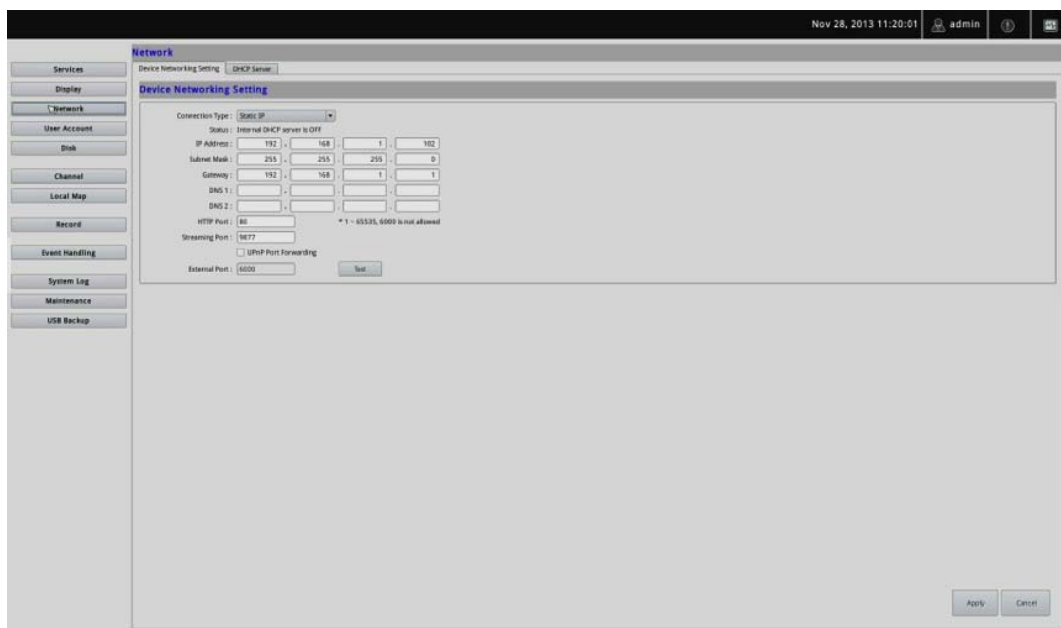 Nov 28, 2013 11:20:01 admin
Network
Device Networking Setting DHCP Server
Device Networking Setting
Services
Display
Network
User Account
Disk
Channel
Local Map
Record
Event Handling
System Log
Maintenance
USB Backup
Connection Type : Static IP
Status : Internal DHCP server is OFF
IP Address : 192 . 168 . 1 . 102
Subnet Mask : 255 . 255 . 255 . 0
Gateway : 192 . 168 . 1 . 1
DNS 1 : . . .
DNS 2 : . . .
HTTP Port : 80 * 1 ~ 65535, 6000 is not allowed
Streaming Port : 9877
UPnP Port Forwarding
External Port : 6000 Test
Apply Cancel